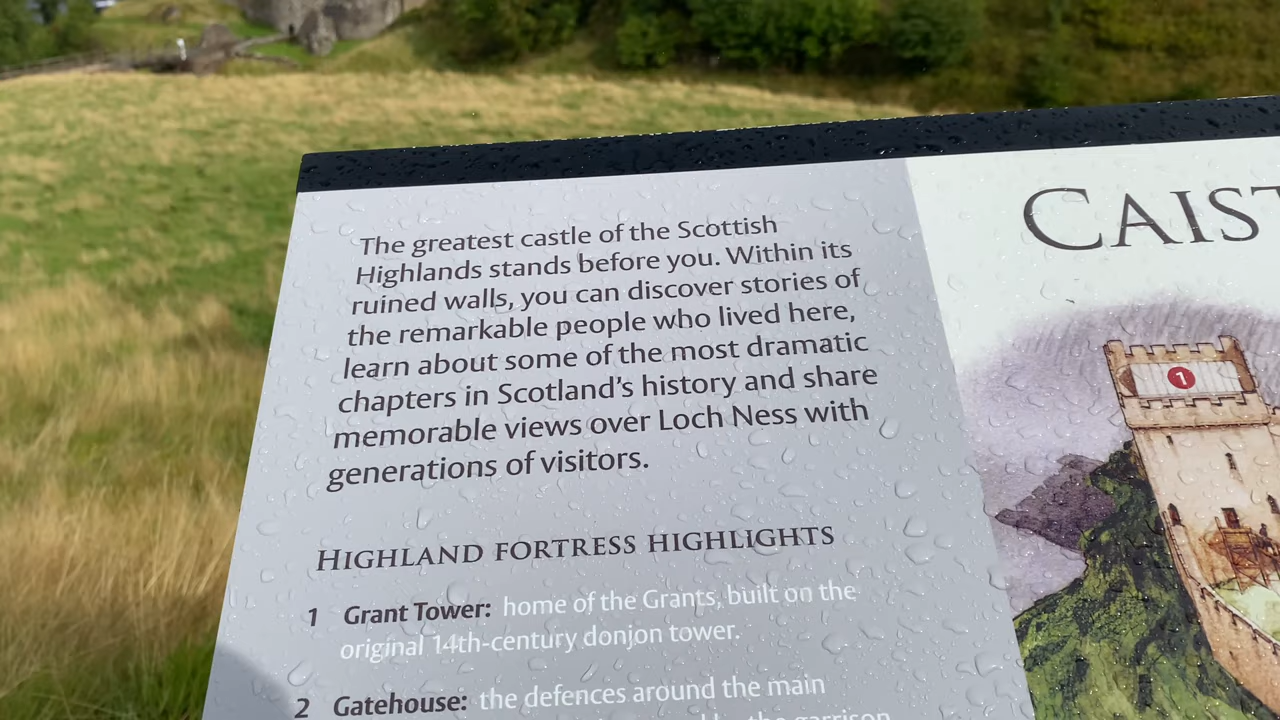 The greatest castle of the Scottish
Highlands stands before you. Within its
ruined walls, you can discover stories of
the remarkable people who lived here,
learn about some of the most dramatic
chapters in Scotland's history and share
memorable views over Loch Ness with
generations of visitors.
HIGHLAND FORTRESS HIGHLIGHTS
1 Grant Tower: home of the Grants, built on the
original 14th-century donjon tower.
2 Gatehouse: the defences around the main
by the garrison
CAIST
1